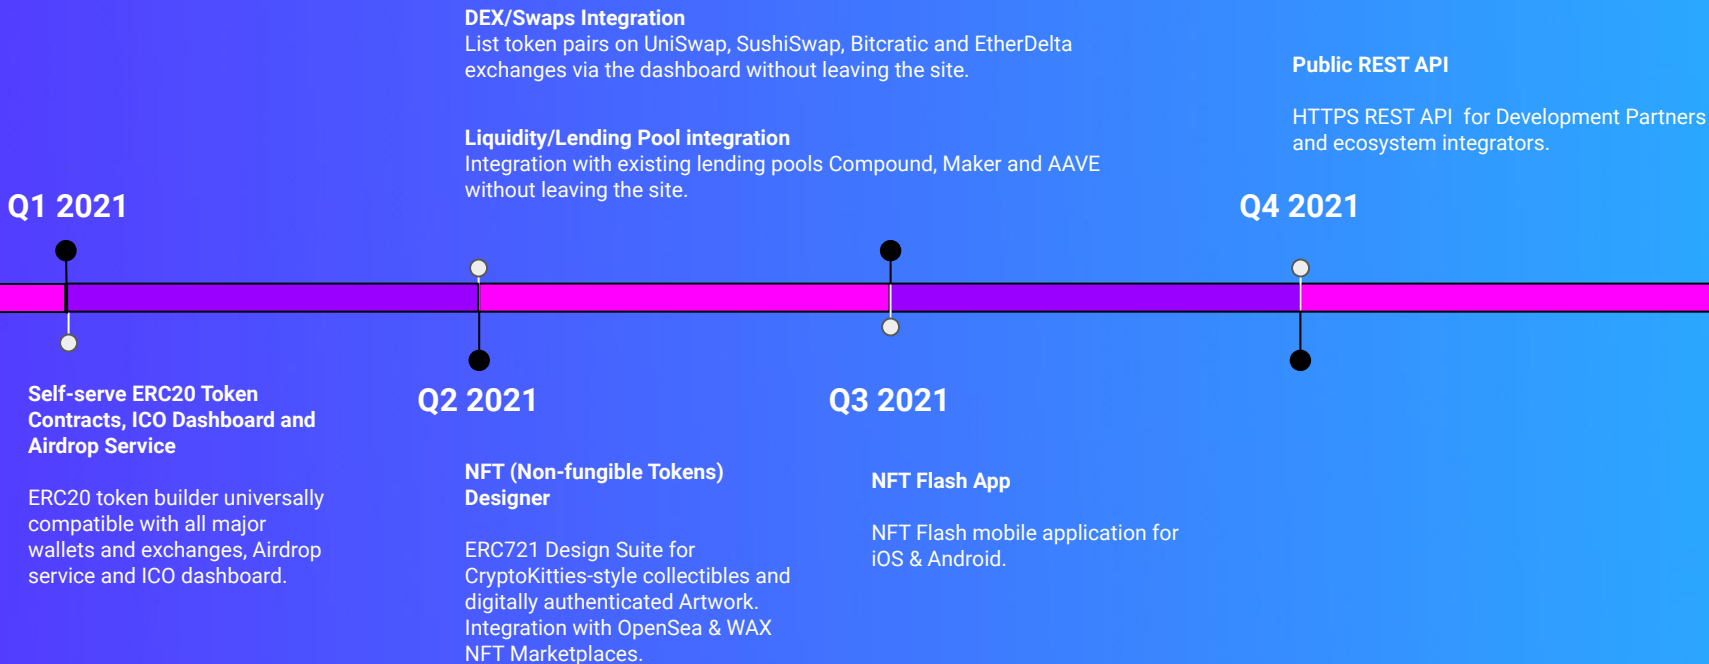 DEX/Swaps Integration
List token pairs on UniSwap, SushiSwap, Bitcratic and EtherDelta
exchanges via the dashboard without leaving the site.
Liquidity/Lending Pool integration
Integration with existing lending pools Compound, Maker and AAVE
without leaving the site.
Public REST API
HTTPS REST API for Development Partners
and ecosystem integrators.
Q1 2021
Q4 2021
Self-serve ERC20 Token
Contracts, ICO Dashboard and
Airdrop Service
ERC20 token builder universally
compatible with all major
wallets and exchanges, Airdrop
service and ICO dashboard.
Q2 2021
NFT (Non-fungible Tokens)
Designer
ERC721 Design Suite for
CryptoKitties-style collectibles and
digitally authenticated Artwork.
Integration with OpenSea & WAX
NFT Marketplaces.
Q3 2021
NFT Flash App
NFT Flash mobile application for
iOS & Android.